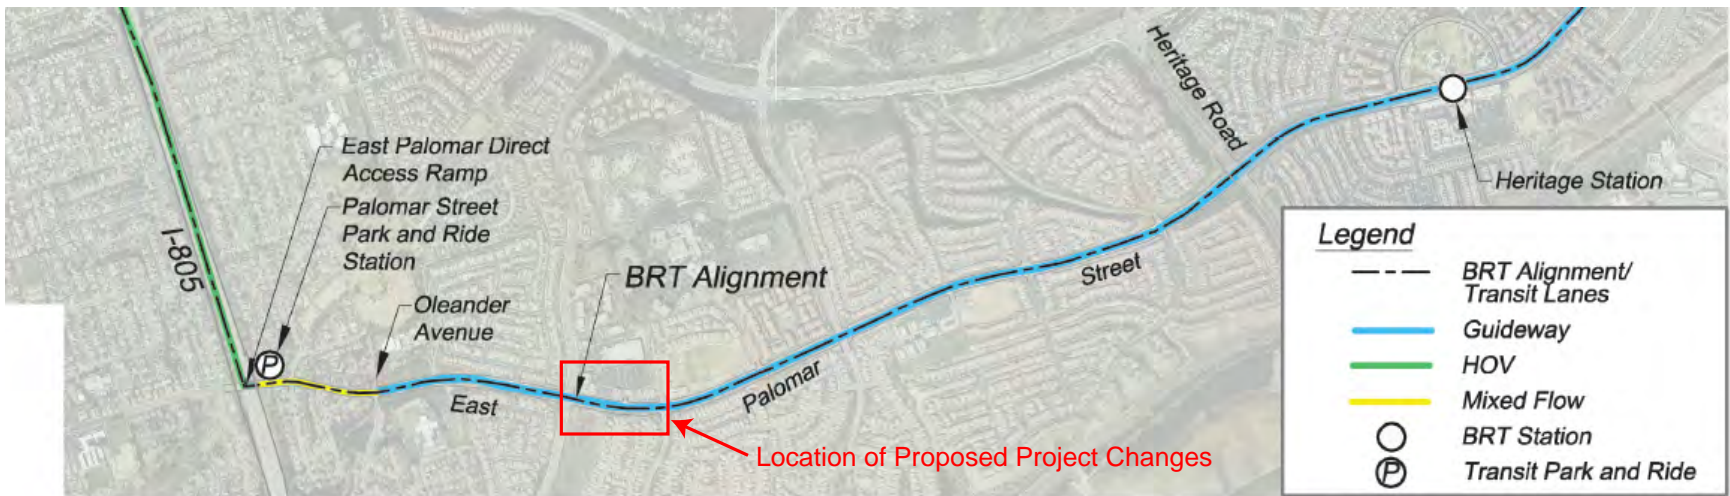 Heritage Road
East Palomar Direct
Access Ramp
Palomar Street
Park and Ride
Station
Heritage Station
I-805
BRT Alignment
Street
Oleander
Avenue
P
East
Palomar
Location of Proposed Project Changes
Legend
BRT Alignment/
Transit Lanes
Guideway
HOV
Mixed Flow
BRT Station
P
Transit Park and Ride